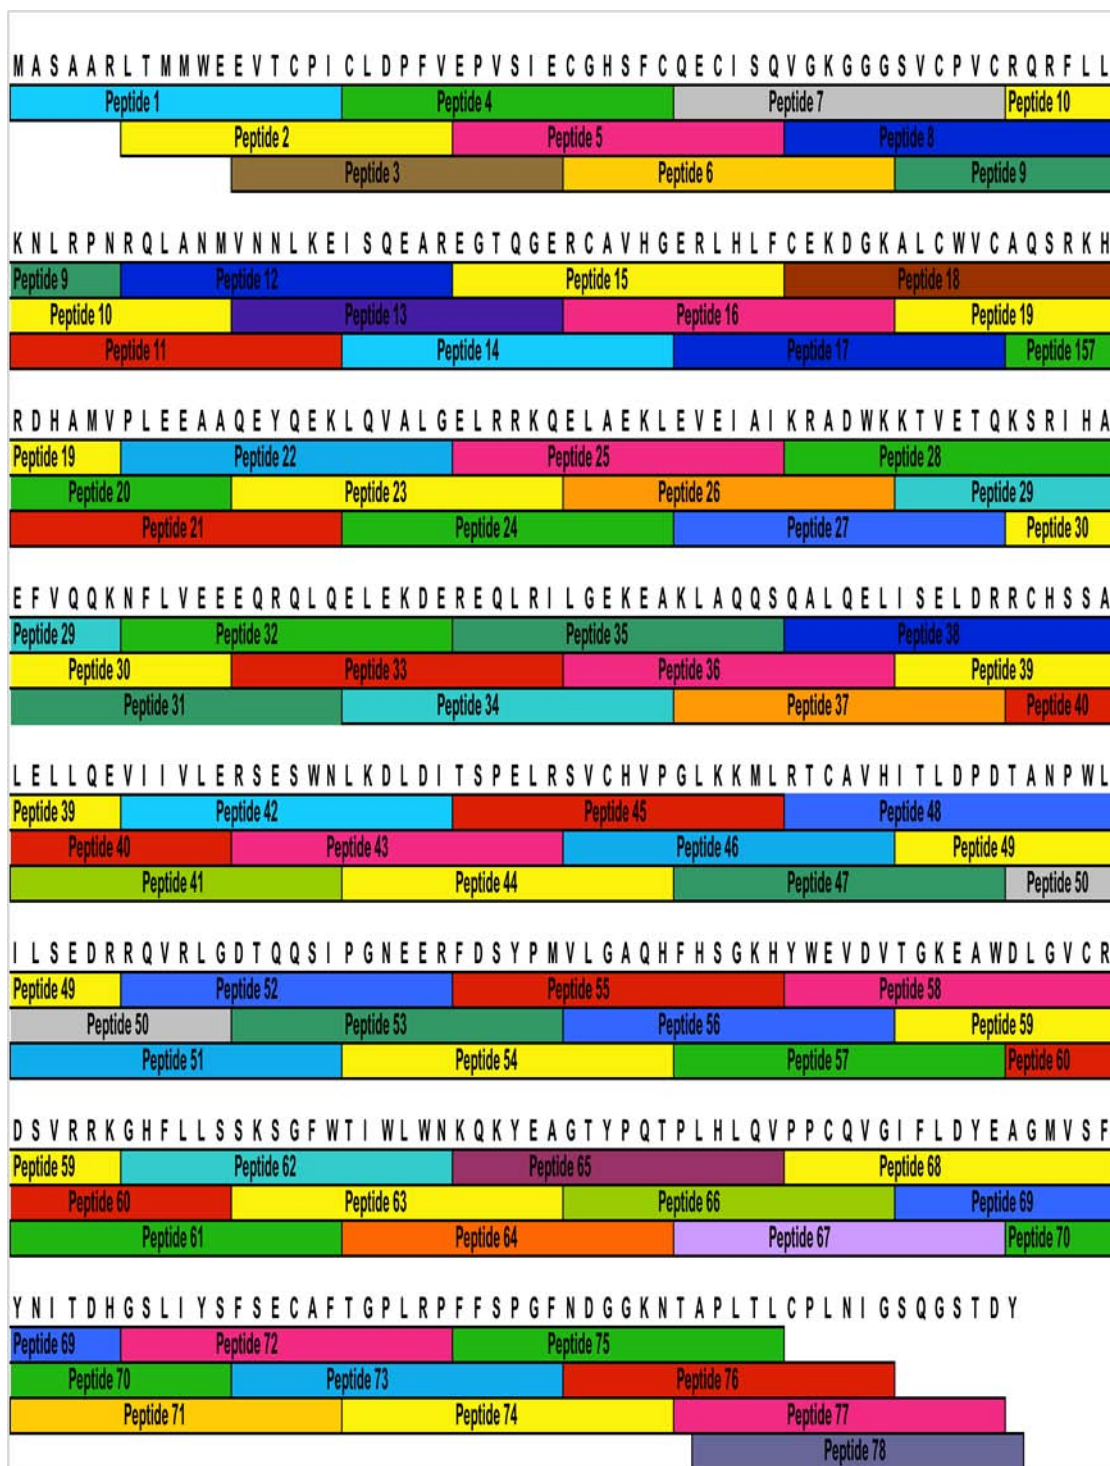 M A S A A R L T M M W E E V T C P I C L D P F V E P V S I E C G H S F C Q E C I S Q V G K G G G S V C P V C R Q R F L L
Peptide 1 Peptide 4 Peptide 7 Peptide 10
Peptide 2 Peptide 5 Peptide 8
Peptide 3 Peptide 6 Peptide 9
K N L R P N R Q L A N M V N N L K E I S Q E A R E G T Q G E R C A V H G E R L H L F C E K D G K A L C W V C A Q S R K H
Peptide 9 Peptide 12 Peptide 15 Peptide 18
Peptide 10 Peptide 13 Peptide 16 Peptide 19
Peptide 11 Peptide 14 Peptide 17 Peptide 157
R D H A M V P L E E A A Q E Y Q E K L Q V A L G E L R R K Q E L A E K L E V E I A I K R A D W K K T V E T Q K S R I H A
Peptide 19 Peptide 22 Peptide 25 Peptide 28
Peptide 20 Peptide 23 Peptide 26 Peptide 29
Peptide 21 Peptide 24 Peptide 27 Peptide 30
E F V Q Q K N F L V E E E Q R Q L Q E L E K D E R E Q L R I L G E K E A K L A Q Q S Q A L Q E L I S E L D R R C H S S A
Peptide 29 Peptide 32 Peptide 35 Peptide 38
Peptide 30 Peptide 33 Peptide 36 Peptide 39
Peptide 31 Peptide 34 Peptide 37 Peptide 40
L E L L Q E V I I V L E R S E S W N L K D L D I T S P E L R S V C H V P G L K K M L R T C A V H I T L D P D T A N P W L
Peptide 39 Peptide 42 Peptide 45 Peptide 48
Peptide 40 Peptide 43 Peptide 46 Peptide 49
Peptide 41 Peptide 44 Peptide 47 Peptide 50
I L S E D R R Q V R L G D T Q Q S I P G N E E R F D S Y P M V L G A Q H F H S G K H Y W E V D V T G K E A W D L G V C R
Peptide 49 Peptide 52 Peptide 55 Peptide 58
Peptide 50 Peptide 53 Peptide 56 Peptide 59
Peptide 51 Peptide 54 Peptide 57 Peptide 60
D S V R R K G H F L L S S K S G F W T I W L W N K Q K Y E A G T Y P Q T P L H L Q V P P C Q V G I F L D Y E A G M V S F
Peptide 59 Peptide 62 Peptide 65 Peptide 68
Peptide 60 Peptide 63 Peptide 66 Peptide 69
Peptide 61 Peptide 64 Peptide 67 Peptide 70
Y N I T D H G S L I Y S F S E C A F T G P L R P F F S P G F N D G G K N T A P L T L C P L N I G S Q G S T D Y
Peptide 69 Peptide 72 Peptide 75
Peptide 70 Peptide 73 Peptide 76
Peptide 71 Peptide 74 Peptide 77
Peptide 78